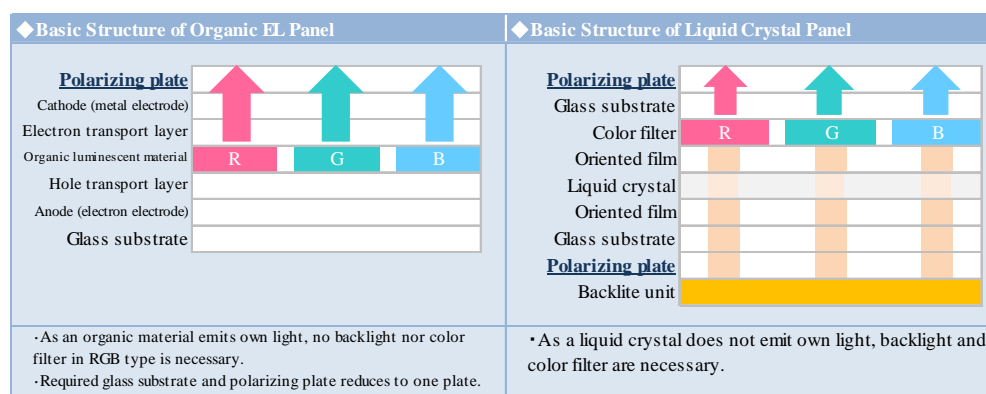 ◆Basic Structure of Organic EL Panel
Polarizing plate
Cathode (metal electrode)
Electron transport layer
Organic luminescent material
R G B
Hole transport layer
Anode (electron electrode)
Glass substrate
・As an organic material emits own light, no backlight nor color
filter in RGB type is necessary.
・Required glass substrate and polarizing plate reduces to one plate.
◆Basic Structure of Liquid Crystal Panel
Polarizing plate
Glass substrate
Color filter
R G B
Oriented film
Liquid crystal
Oriented film
Glass substrate
Polarizing plate
Backlite unit
・As a liquid crystal does not emit own light, backlight and
color filter are necessary.